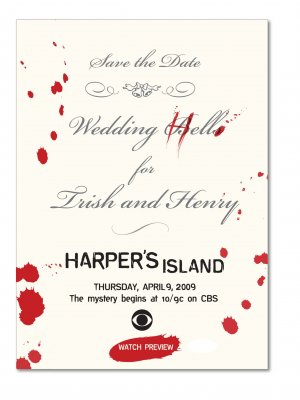 Save the Date
Wedding Hells
for
Trish and Henry
HARPER'S ISLAND
THURSDAY, APRIL 9, 2009
The mystery begins at 10/9c on CBS
WATCH PREVIEW